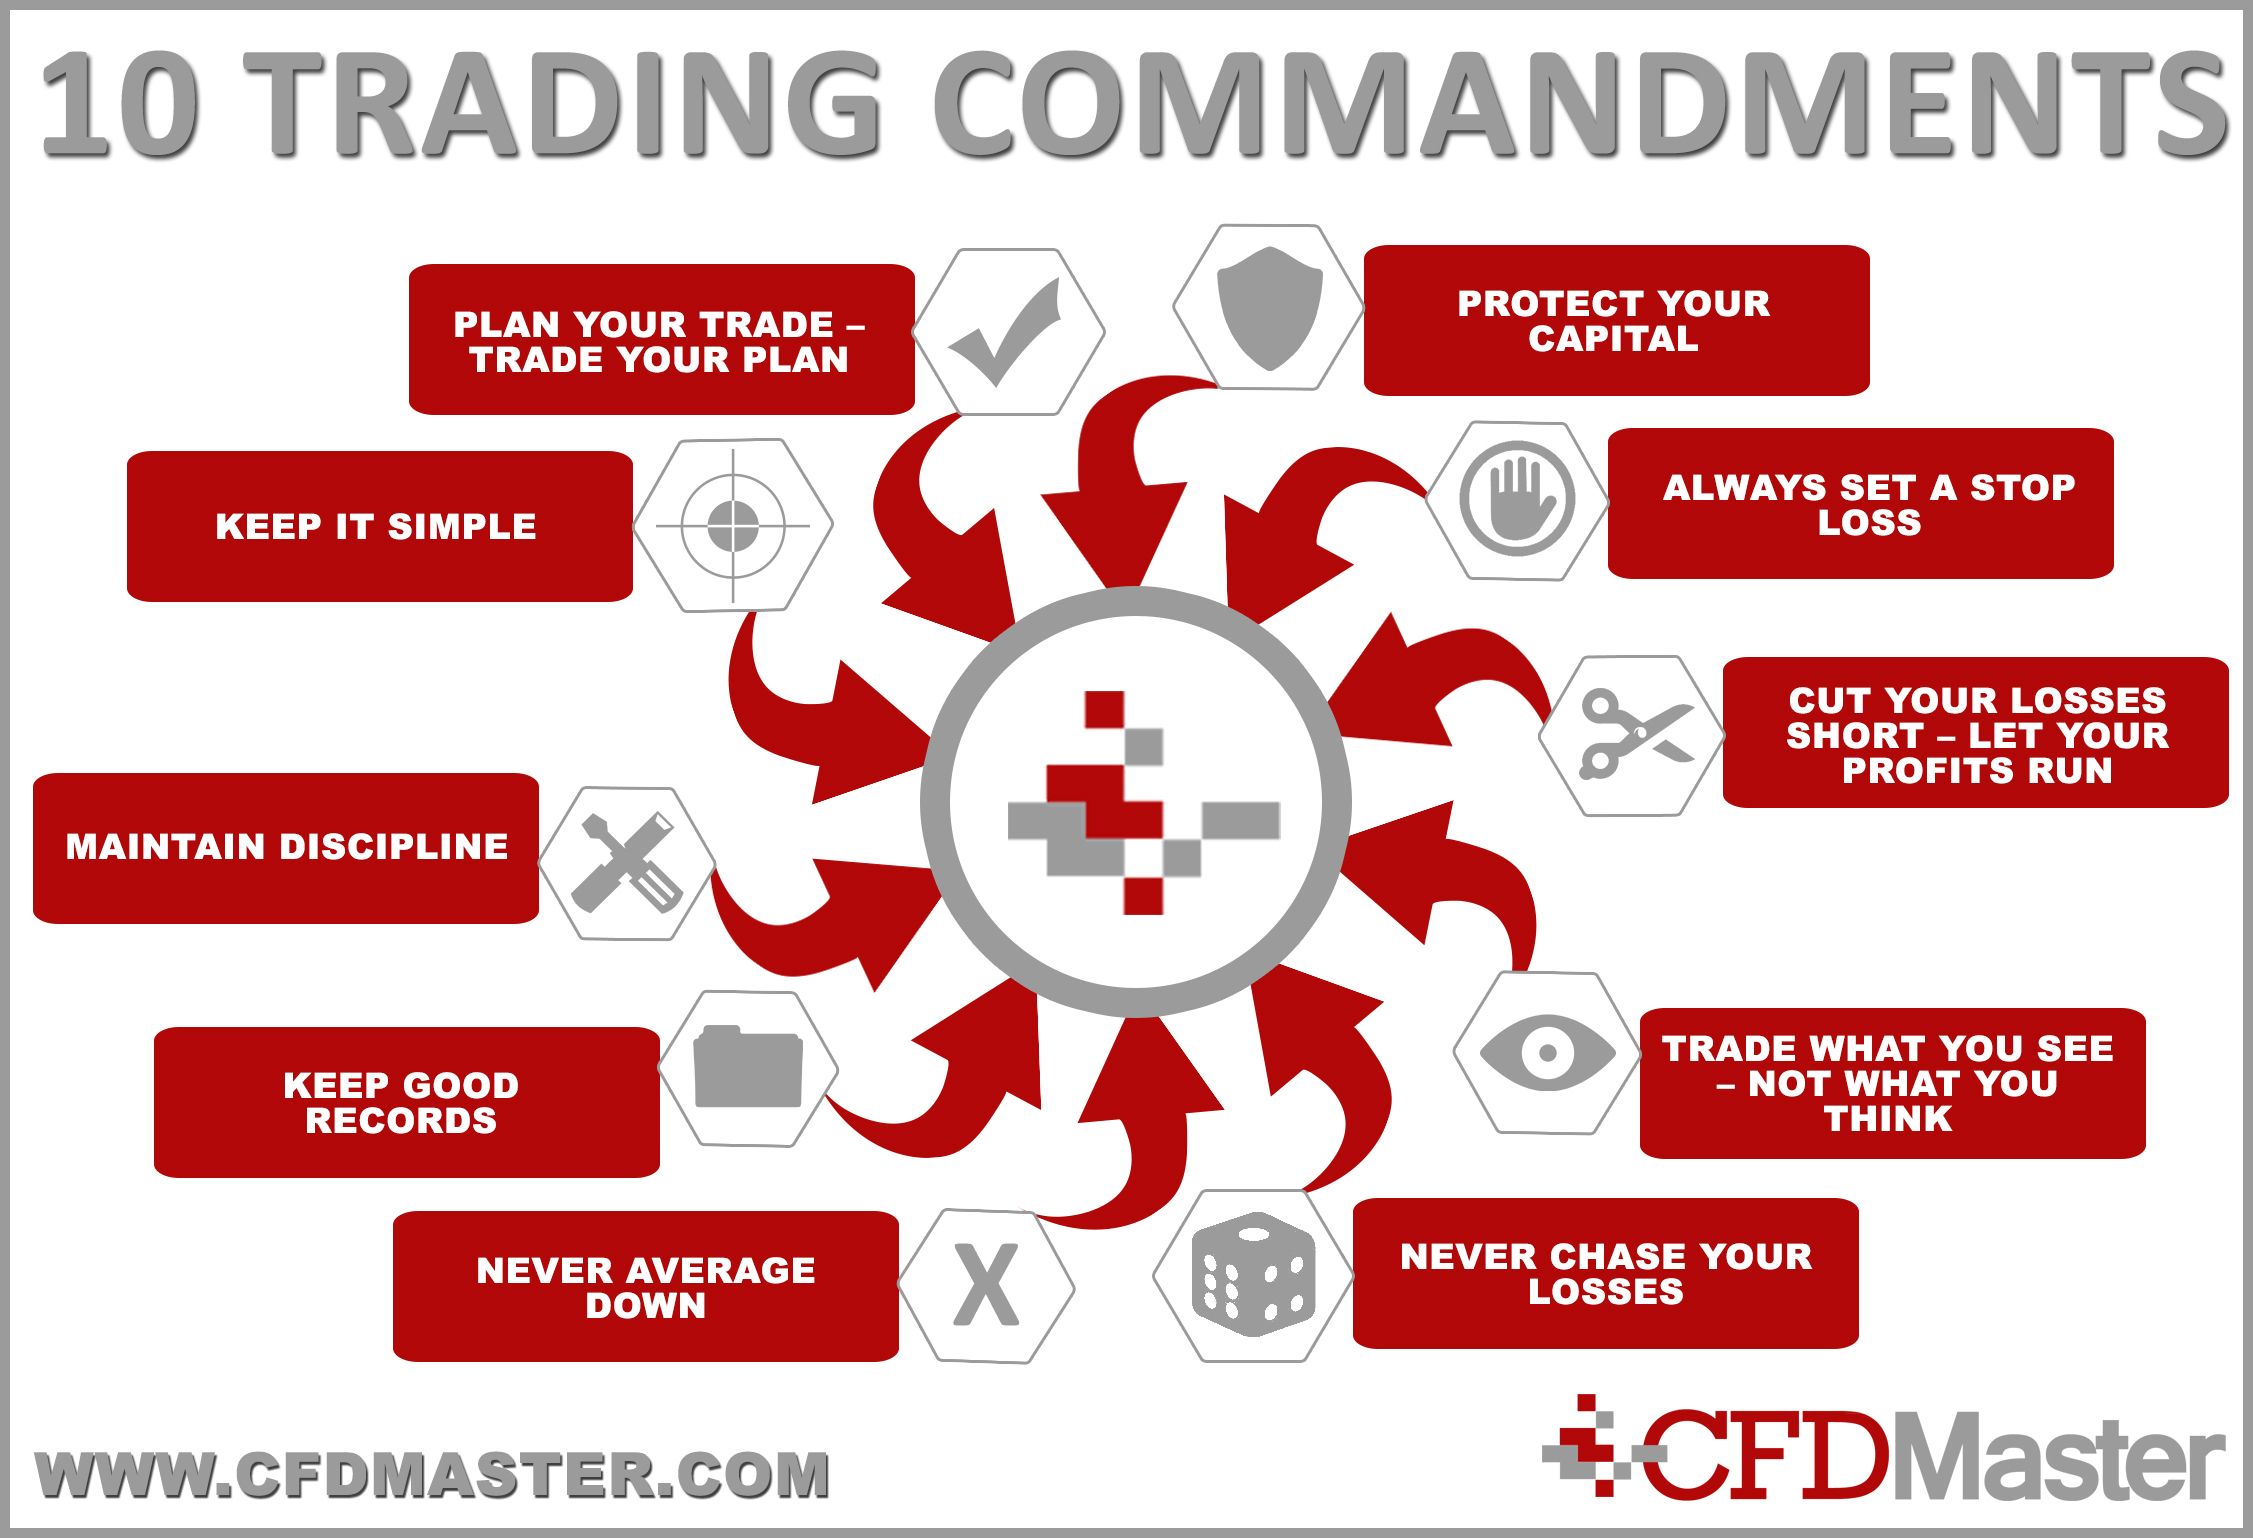 10 TRADING COMMANDMENTS
PLAN YOUR TRADE –
TRADE YOUR PLAN
PROTECT YOUR
CAPITAL
KEEP IT SIMPLE
ALWAYS SET A STOP
LOSS
CUT YOUR LOSSES
SHORT – LET YOUR
PROFITS RUN
MAINTAIN DISCIPLINE
TRADE WHAT YOU SEE
– NOT WHAT YOU
THINK
KEEP GOOD
RECORDS
NEVER AVERAGE
DOWN
X
NEVER CHASE YOUR
LOSSES
WWW.CFDMASTER.COM
CFDMaster